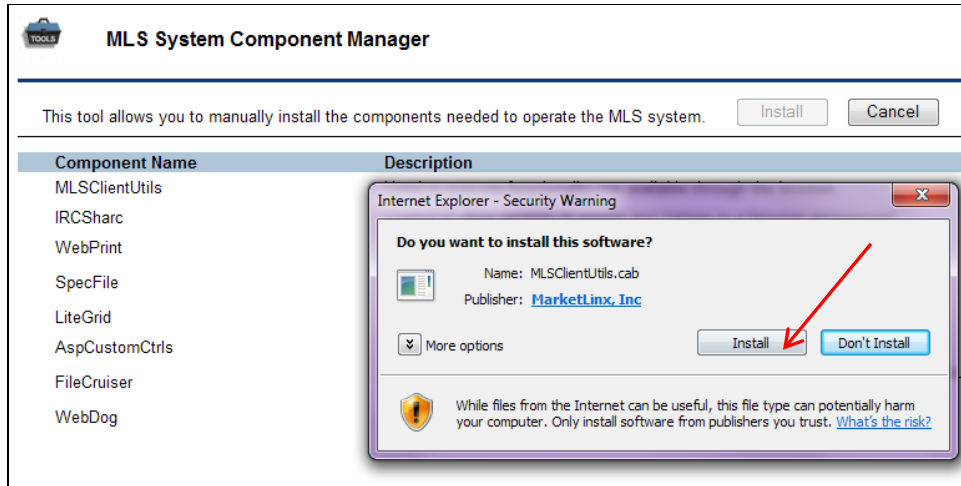 TOOLS
MLS System Component Manager
This tool allows you to manually install the components needed to operate the MLS system.
Install
Cancel
Component Name
Description
MLSClientUtils
IRCSharc
WebPrint
SpecFile
LiteGrid
AspCustomCtrls
FileCruiser
WebDog
Internet Explorer - Security Warning
X
Do you want to install this software?
Name: MLSClientUtils.cab
Publisher: MarketLinx, Inc
More options
Install
Don't Install
While files from the Internet can be useful, this file type can potentially harm
your computer. Only install software from publishers you trust. What's the risk?